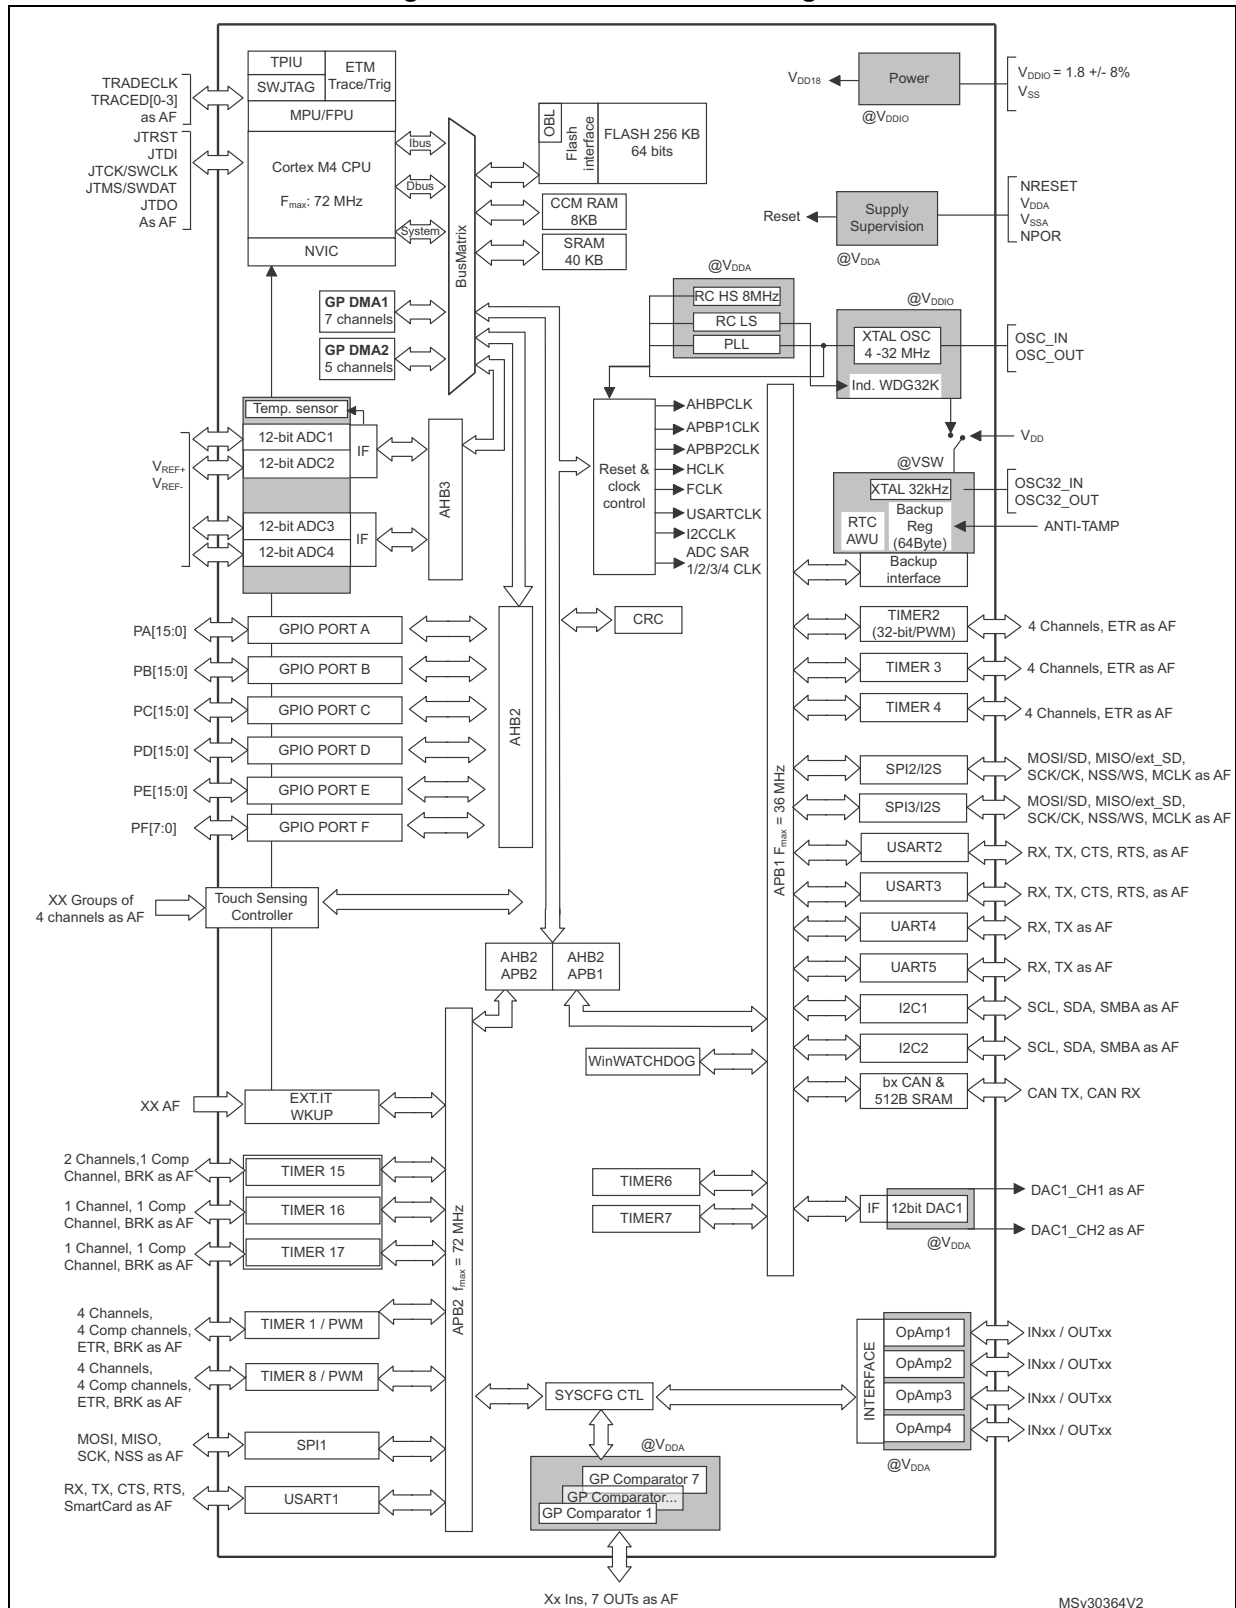 TPIU
SWJTAG
ETM
Trace/Trig
MPU/FPU
TRADECLK
TRACED[0-3]
as AF
JTRST
JTDI
JTCK/SWCLK
JTMS/SWDAT
JTDO
As AF
Cortex M4 CPU
Fmax: 72 MHz
NVIC
Ibus
Dbus
System
BusMatrix
OBL
Flash
interface
FLASH 256 KB
64 bits
CCM RAM
8KB
SRAM
40 KB
GP DMA1
7 channels
GP DMA2
5 channels
VDD18
Power
VDDIO = 1.8 +/- 8%
VSS
@VDDIO
Reset
Supply
Supervision
NRESET
VDDA
VSSA
NPOR
@VDDA
@VDDA
RC HS 8MHz
RC LS
PLL
@VDDIO
XTAL OSC
4 -32 MHz
Ind. WDG32K
OSC_IN
OSC_OUT
VDD
@VSW
XTAL 32kHz
OSC32_IN
OSC32_OUT
RTC
AWU
Backup
Reg
(64Byte)
ANTI-TAMP
Backup
interface
Reset &
clock
control
AHBPCLK
APBP1CLK
APBP2CLK
HCLK
FCLK
USARTCLK
I2CCLK
ADC SAR
1/2/3/4 CLK
Temp. sensor
12-bit ADC1
12-bit ADC2
IF
VREF+
VREF-
12-bit ADC3
12-bit ADC4
IF
AHB3
CRC
PA[15:0]
GPIO PORT A
PB[15:0]
GPIO PORT B
PC[15:0]
GPIO PORT C
PD[15:0]
GPIO PORT D
PE[15:0]
GPIO PORT E
PF[7:0]
GPIO PORT F
AHB2
XX Groups of
4 channels as AF
Touch Sensing
Controller
AHB2
APB2
AHB2
APB1
APB1 Fmax = 36 MHz
TIMER2
(32-bit/PWM)
4 Channels, ETR as AF
TIMER 3
4 Channels, ETR as AF
TIMER 4
4 Channels, ETR as AF
SPI2/I2S
MOSI/SD, MISO/ext_SD,
SCK/CK, NSS/WS, MCLK as AF
SPI3/I2S
MOSI/SD, MISO/ext_SD,
SCK/CK, NSS/WS, MCLK as AF
USART2
RX, TX, CTS, RTS, as AF
USART3
RX, TX, CTS, RTS, as AF
UART4
RX, TX as AF
UART5
RX, TX as AF
I2C1
SCL, SDA, SMBA as AF
I2C2
SCL, SDA, SMBA as AF
bx CAN &
512B SRAM
CAN TX, CAN RX
WinWATCHDOG
TIMER6
TIMER7
IF
12bit DAC1
DAC1_CH1 as AF
DAC1_CH2 as AF
@VDDA
XX AF
EXT.IT
WKUP
2 Channels,1 Comp
Channel, BRK as AF
TIMER 15
1 Channel, 1 Comp
Channel, BRK as AF
TIMER 16
1 Channel, 1 Comp
Channel, BRK as AF
TIMER 17
4 Channels,
4 Comp channels,
ETR, BRK as AF
TIMER 1 / PWM
4 Channels,
4 Comp channels,
ETR, BRK as AF
TIMER 8 / PWM
MOSI, MISO,
SCK, NSS as AF
SPI1
RX, TX, CTS, RTS,
SmartCard as AF
USART1
APB2 fmax = 72 MHz
SYSCFG CTL
@VDDA
GP Comparator 7
GP Comparator...
GP Comparator 1
Xx Ins, 7 OUTs as AF
INTERFACE
OpAmp1
INxx / OUTxx
OpAmp2
INxx / OUTxx
OpAmp3
INxx / OUTxx
OpAmp4
INxx / OUTxx
@VDDA
MSv30364V2